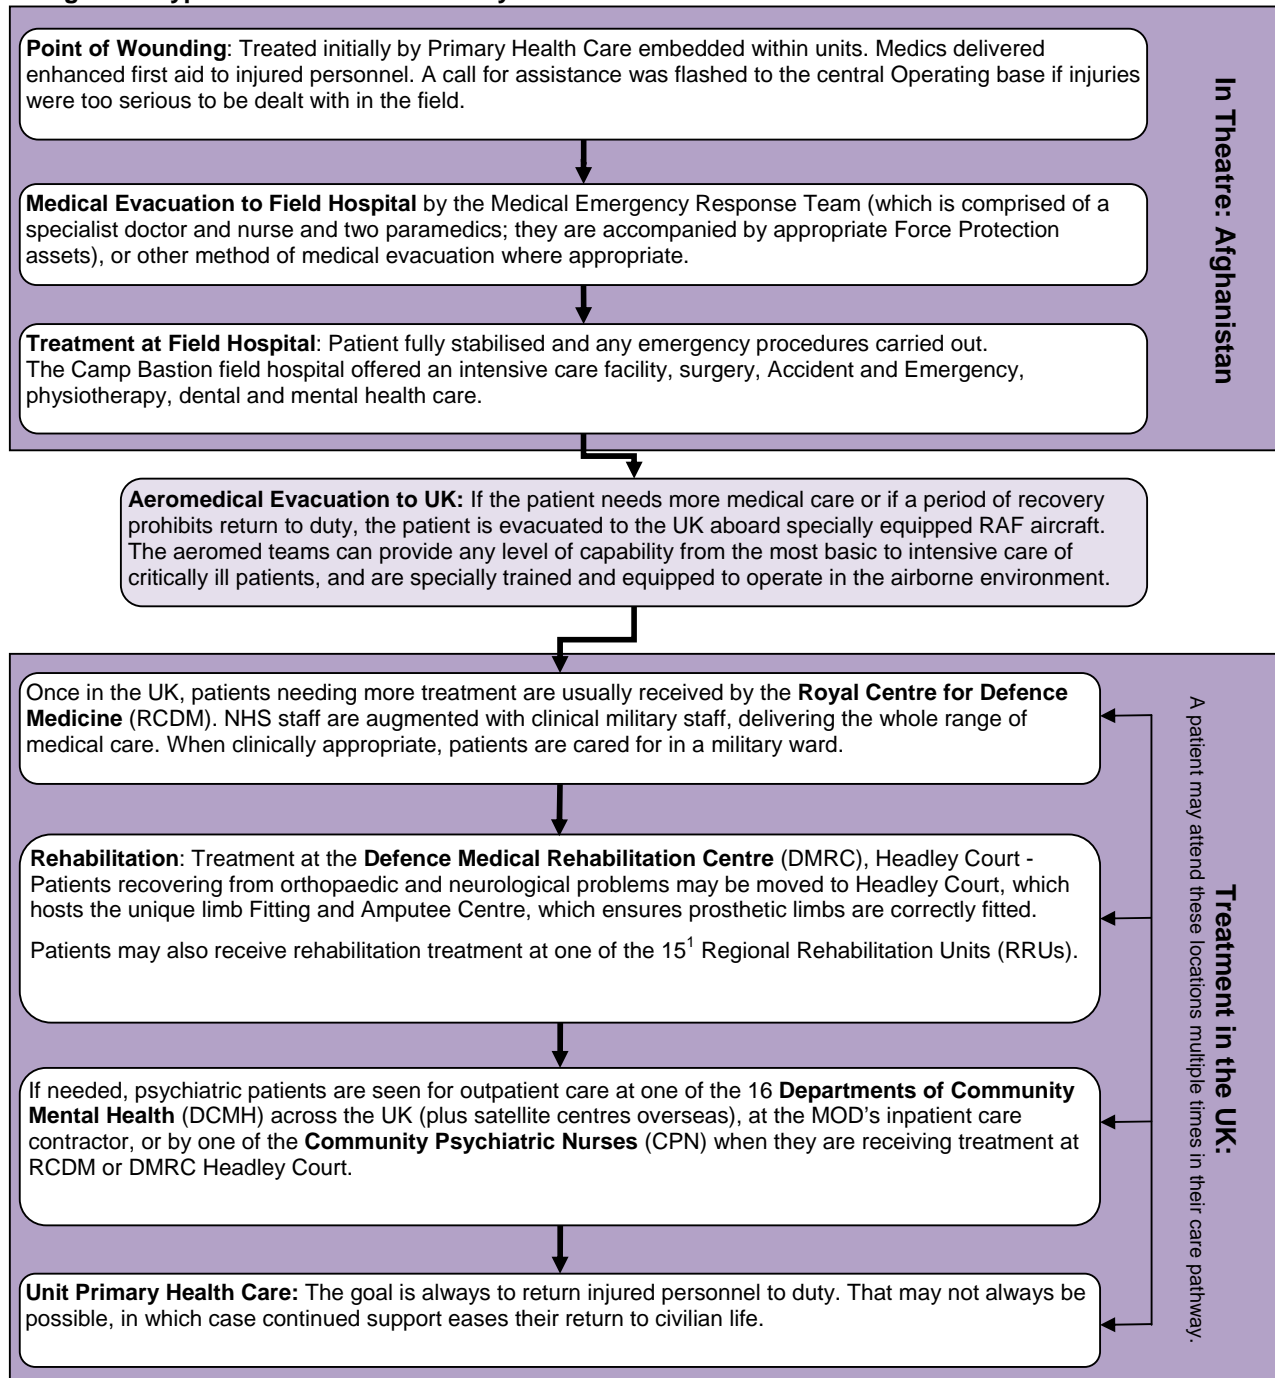 Point of Wounding: Treated initially by Primary Health Care embedded within units. Medics delivered
enhanced first aid to injured personnel. A call for assistance was flashed to the central Operating base if injuries
were too serious to be dealt with in the field.
Medical Evacuation to Field Hospital by the Medical Emergency Response Team (which is comprised of a
specialist doctor and nurse and two paramedics; they are accompanied by appropriate Force Protection
assets), or other method of medical evacuation where appropriate.
Treatment at Field Hospital: Patient fully stabilised and any emergency procedures carried out.
The Camp Bastion field hospital offered an intensive care facility, surgery, Accident and Emergency,
physiotherapy, dental and mental health care.
In Theatre: Afghanistan
Aeromedical Evacuation to UK: If the patient needs more medical care or if a period of recovery
prohibits return to duty, the patient is evacuated to the UK aboard specially equipped RAF aircraft.
The aeromed teams can provide any level of capability from the most basic to intensive care of
critically ill patients, and are specially trained and equipped to operate in the airborne environment.
Once in the UK, patients needing more treatment are usually received by the Royal Centre for Defence
Medicine (RCDM). NHS staff are augmented with clinical military staff, delivering the whole range of
medical care. When clinically appropriate, patients are cared for in a military ward.
Rehabilitation: Treatment at the Defence Medical Rehabilitation Centre (DMRC), Headley Court -
Patients recovering from orthopaedic and neurological problems may be moved to Headley Court, which
hosts the unique limb Fitting and Amputee Centre, which ensures prosthetic limbs are correctly fitted.
Patients may also receive rehabilitation treatment at one of the 15¹ Regional Rehabilitation Units (RRUs).
If needed, psychiatric patients are seen for outpatient care at one of the 16 Departments of Community
Mental Health (DCMH) across the UK (plus satellite centres overseas), at the MOD's inpatient care
contractor, or by one of the Community Psychiatric Nurses (CPN) when they are receiving treatment at
RCDM or DMRC Headley Court.
Unit Primary Health Care: The goal is always to return injured personnel to duty. That may not always be
possible, in which case continued support eases their return to civilian life.
Treatment in the UK:
A patient may attend these locations multiple times in their care pathway.